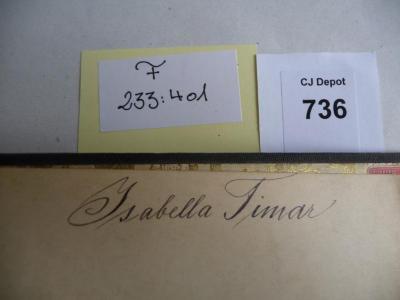 F
233:401
CJ Depot
736
Isabella Timar